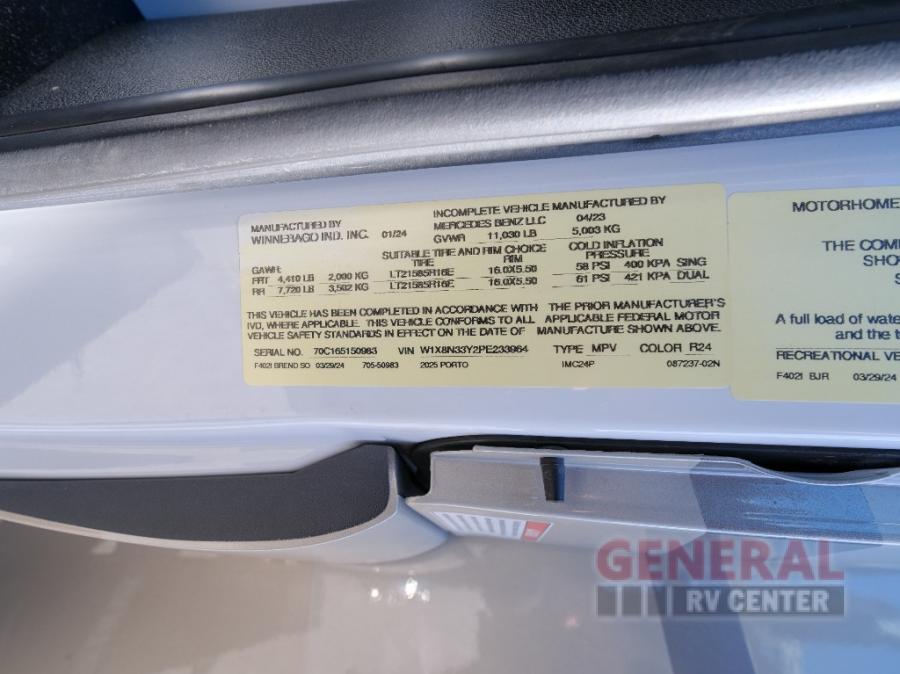 MANUFACTURED BY
WINNEBAGO IND. INC. 01/24
INCOMPLETE VEHICLE MANUFACTURED BY
MERCEDES BENZ LLC 04/23
GVWR 11,030 LB 5,003 KG
GAWR: SUITABLE TIRE AND RIM CHOICE COLD INFLATION
TIRE RIM PRESSURE
FRT 4,410 LB 2,000 KG LT21585R16E 16.0X5.50 58 PSI 400 KPA SING
RR 7,720 LB 3,502 KG LT21585R16E 16.0X5.50 61 PSI 421 KPA DUAL
THIS VEHICLE HAS BEEN COMPLETED IN ACCORDANCE WITH THE PRIOR MANUFACTURER'S
IVD, WHERE APPLICABLE. THIS VEHICLE CONFORMS TO ALL APPLICABLE FEDERAL MOTOR
VEHICLE SAFETY STANDARDS IN EFFECT ON THE DATE OF MANUFACTURE SHOWN ABOVE.
SERIAL NO. 70C165150983 VIN W1X8N33Y2PE233964 TYPE MPV COLOR R24
F402I BREND SO 03/29/24 705-50983 2025 PORTO IMC24P 087237-02N
MOTORHOME
THE COM
SHO
S
A full load of wate
and the t
RECREATIONAL VEHIC
F402I BJR 03/29/24
GENERAL
RV CENTER